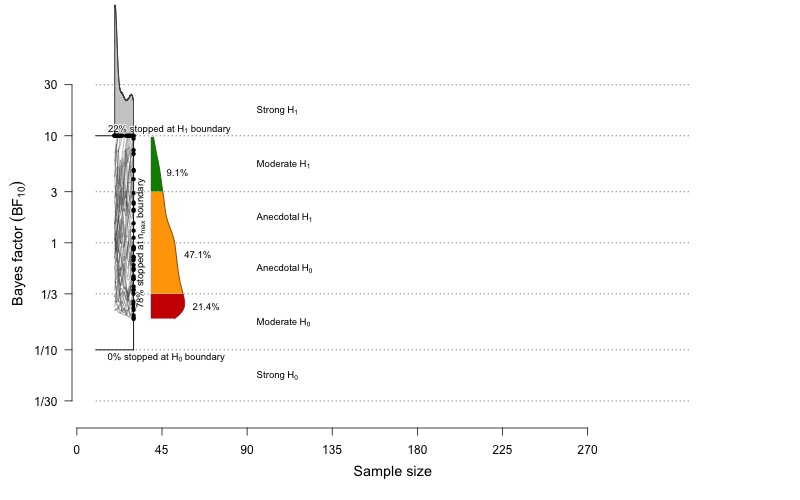 30
Strong H1
22% stopped at H1 boundary
10
Moderate H1
9.1%
3
Anecdotal H1
Bayes factor (BF10)
78% stopped at nmax boundary
1
47.1%
Anecdotal H0
1/3
21.4%
Moderate H0
1/10
0% stopped at H0 boundary
Strong H0
1/30
0 45 90 135 180 225 270
Sample size